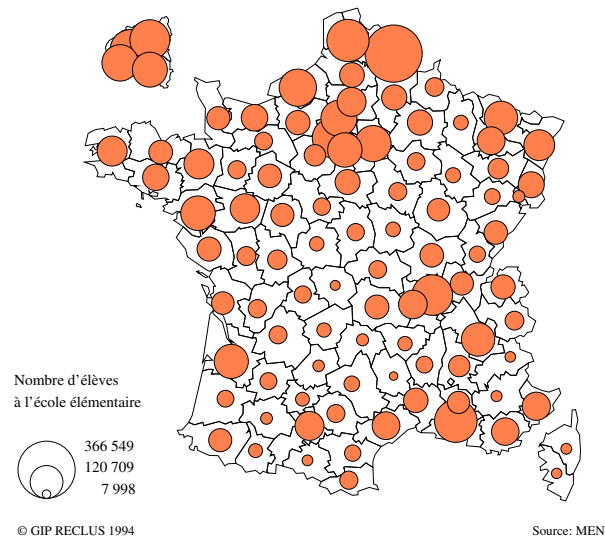 Nombre d'élèves
à l'école élémentaire
366 549
120 709
7 998
© GIP RECLUS 1994
Source: MEN